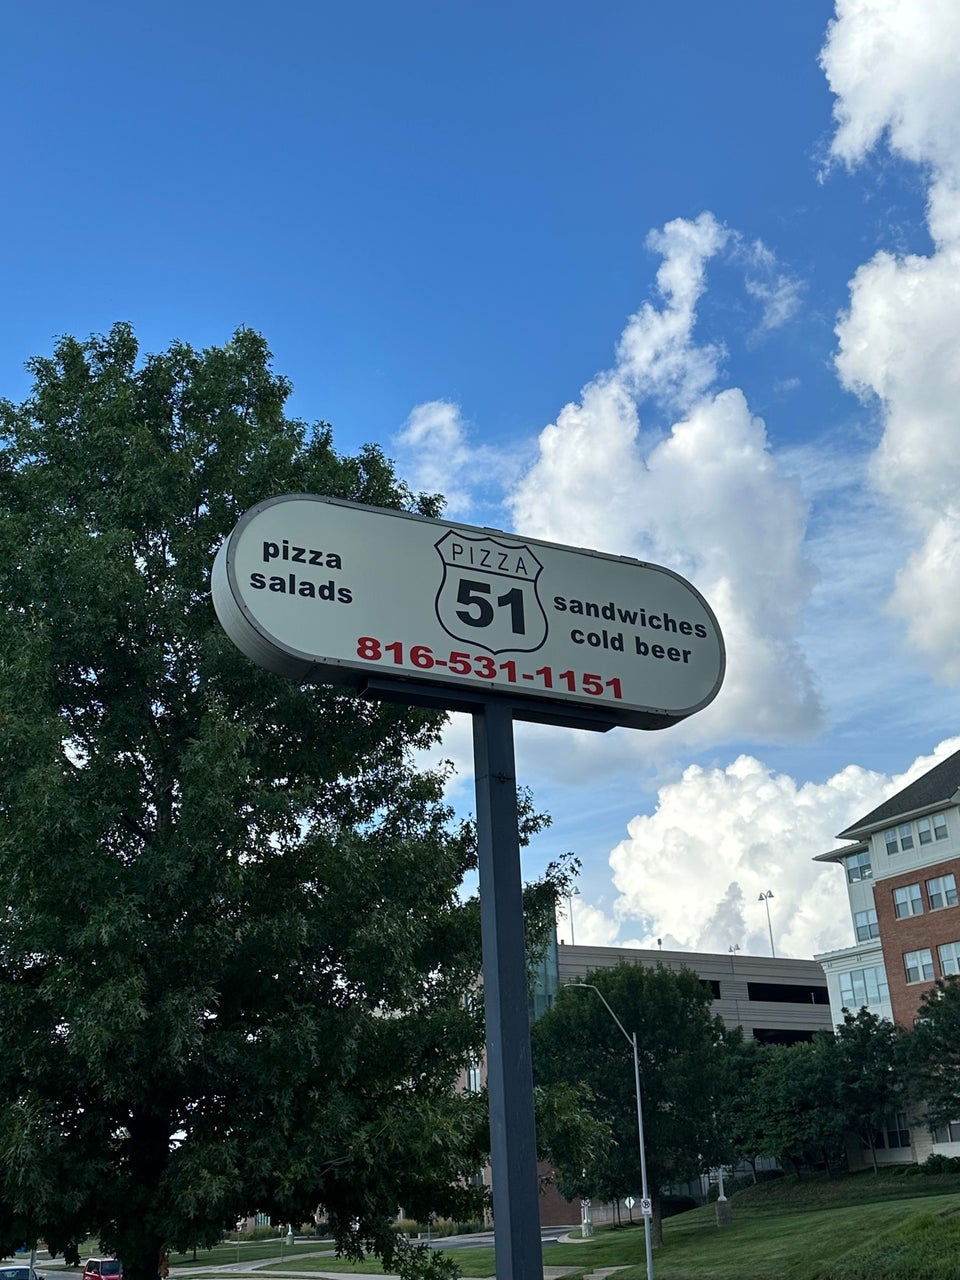 pizza
salads
PIZZA
51
sandwiches
cold beer
816-531-1151